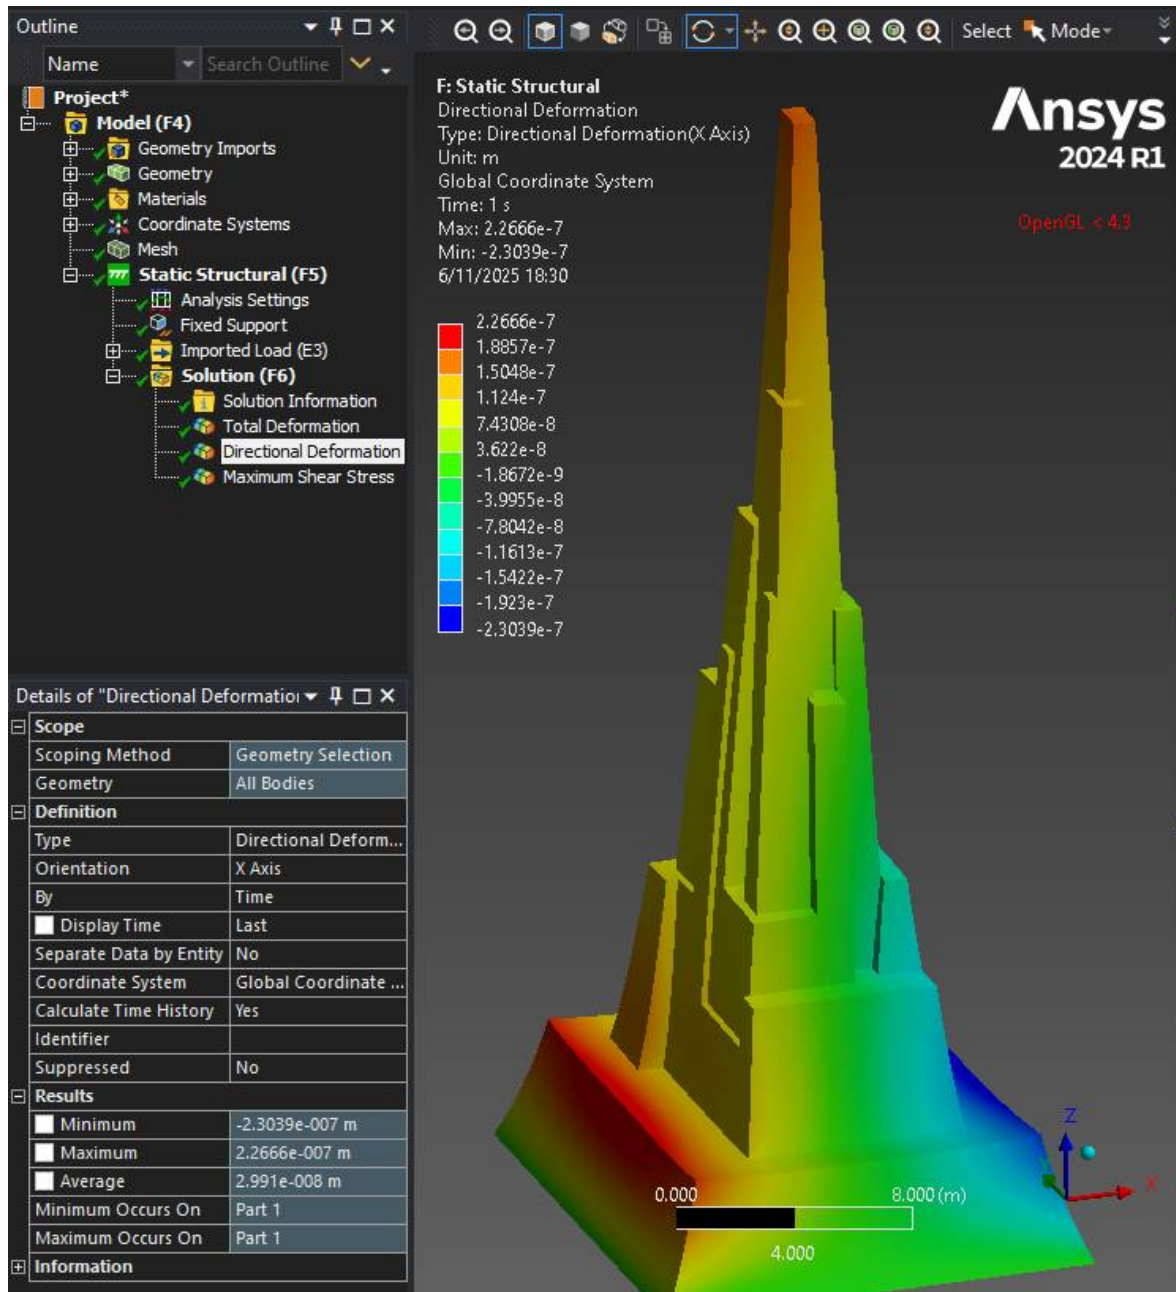 Outline
Name
Search Outline
Project*
Model (F4)
Geometry Imports
Geometry
Materials
Coordinate Systems
Mesh
Static Structural (F5)
Analysis Settings
Fixed Support
Imported Load (E3)
Solution (F6)
Solution Information
Total Deformation
Directional Deformation
Maximum Shear Stress
Details of "Directional Deformatio
Scope
Scoping Method Geometry Selection
Geometry All Bodies
Definition
Type Directional Deform...
Orientation X Axis
By Time
Display Time Last
Separate Data by Entity No
Coordinate System Global Coordinate ...
Calculate Time History Yes
Identifier
Suppressed No
Results
Minimum -2.3039e-007 m
Maximum 2.2666e-007 m
Average 2.991e-008 m
Minimum Occurs On Part 1
Maximum Occurs On Part 1
Information
Select Mode
F: Static Structural
Directional Deformation
Type: Directional Deformation(X Axis)
Unit: m
Global Coordinate System
Time: 1 s
Max: 2.2666e-7
Min: -2.3039e-7
6/11/2025 18:30
2.2666e-7
1.8857e-7
1.5048e-7
1.124e-7
7.4308e-8
3.622e-8
-1.8672e-9
-3.9955e-8
-7.8042e-8
-1.1613e-7
-1.5422e-7
-1.923e-7
-2.3039e-7
Ansys
2024 R1
OpenGL < 4.3
Z
X
0.000 8.000 (m)
4.000